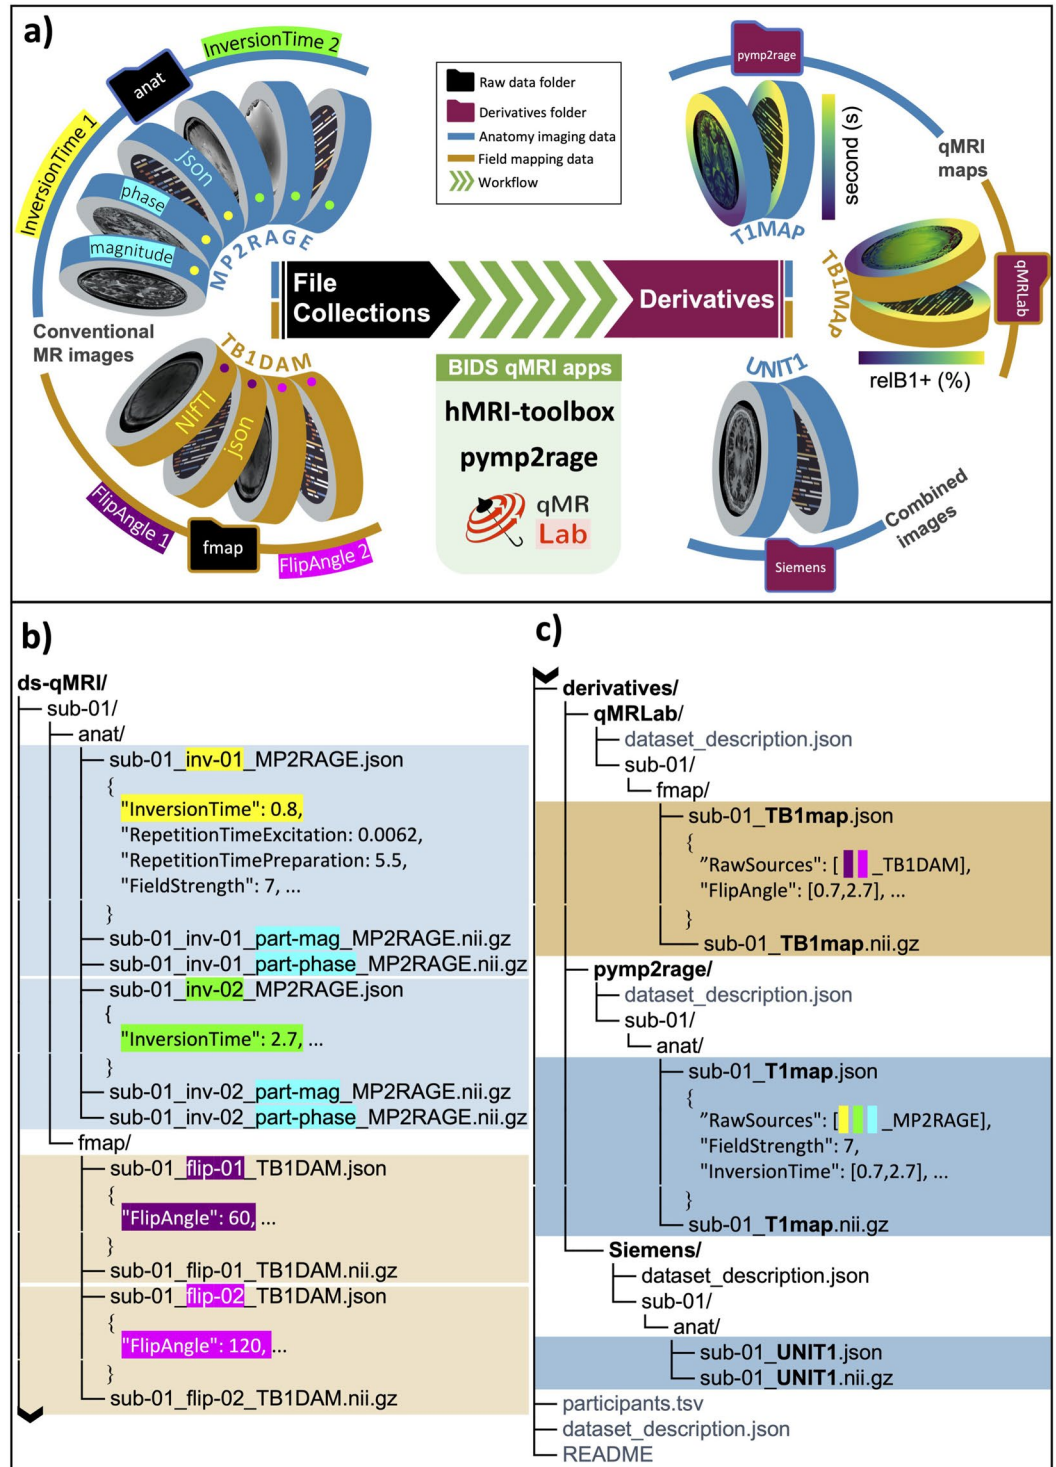 a)
InversionTime 2
anat
InversionTime 1
json
phase
magnitude
MP2RAGE
Conventional
MR images
TB1DAM
NIfTI
json
FlipAngle 1
fmap
FlipAngle 2
Raw data folder
Derivatives folder
Anatomy imaging data
Field mapping data
Workflow
File
Collections
Derivatives
BIDS qMRI apps
hMRI-toolbox
pymp2rage
qMR
Lab
pymp2rage
second (s)
qMRI
maps
T1MAP
TB1MAP
qMRLab
relB1+ (%)
UNIT1
Combined
images
Siemens
b)
ds-qMRI/
sub-01/
anat/
sub-01_inv-01_MP2RAGE.json
{
"InversionTime": 0.8,
"RepetitionTimeExcitation: 0.0062,
"RepetitionTimePreparation: 5.5,
"FieldStrength": 7, ...
}
sub-01_inv-01_part-mag_MP2RAGE.nii.gz
sub-01_inv-01_part-phase_MP2RAGE.nii.gz
sub-01_inv-02_MP2RAGE.json
{
"InversionTime": 2.7, ...
}
sub-01_inv-02_part-mag_MP2RAGE.nii.gz
sub-01_inv-02_part-phase_MP2RAGE.nii.gz
fmap/
sub-01_flip-01_TB1DAM.json
{
"FlipAngle": 60, ...
}
sub-01_flip-01_TB1DAM.nii.gz
sub-01_flip-02_TB1DAM.json
{
"FlipAngle": 120, ...
}
sub-01_flip-02_TB1DAM.nii.gz
c)
derivatives/
qMRLab/
dataset_description.json
sub-01/
fmap/
sub-01_TB1map.json
{
"RawSources": [ _TB1DAM],
"FlipAngle": [0.7,2.7], ...
}
sub-01_TB1map.nii.gz
pymp2rage/
dataset_description.json
sub-01/
anat/
sub-01_T1map.json
{
"RawSources": [ _MP2RAGE],
"FieldStrength": 7,
"InversionTime": [0.7,2.7], ...
}
sub-01_T1map.nii.gz
Siemens/
dataset_description.json
sub-01/
anat/
sub-01_UNIT1.json
sub-01_UNIT1.nii.gz
participants.tsv
dataset_description.json
README